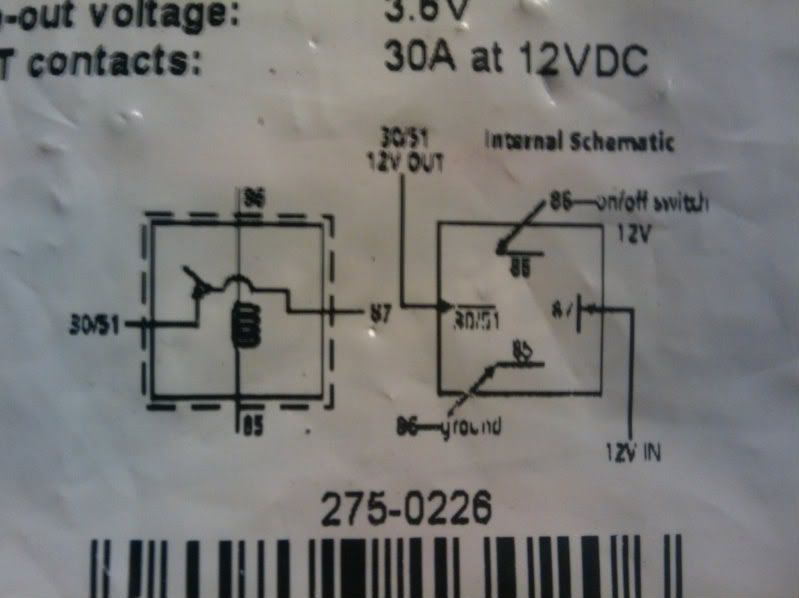 -out voltage: 3.6V
T contacts: 30A at 12VDC
30/51
12V OUT
Internal Schematic
86
86—on/off switch
12V
86
30/51
87
30/51
87
85
85
86—ground
12V IN
275-0226